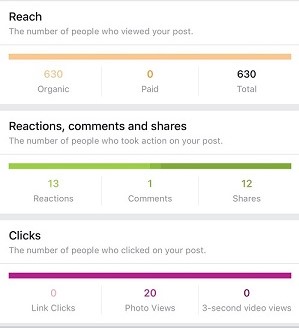 Reach
The number of people who viewed your post.
630 0 630
Organic Paid Total
Reactions, comments and shares
The number of people who took action on your post.
13 1 12
Reactions Comments Shares
Clicks
The number of people who clicked on your post.
0 20 0
Link Clicks Photo Views 3-second video views